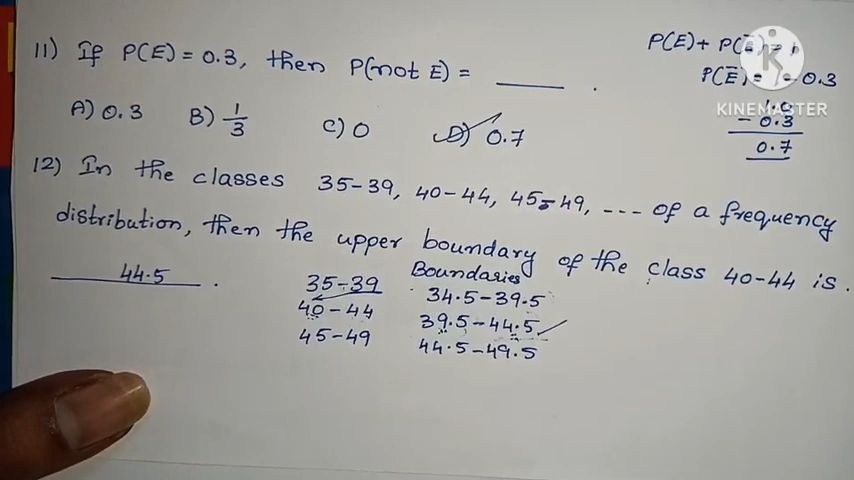 11) If P(E) = 0.3, then P(not E) = ______ .
P(E) + P(E̅) = 1
P(E̅) = 1 - 0.3
1.0
- 0.3
0.7
KINEMASTER
A) 0.3 B) 1/3 C) 0 D) 0.7
12) In the classes 35-39, 40-44, 45-49, --- of a frequency
distribution, then the upper boundary of the class 40-44 is.
44.5 .
35-39
40-44
45-49
Boundaries
34.5-39.5
39.5-44.5
44.5-49.5